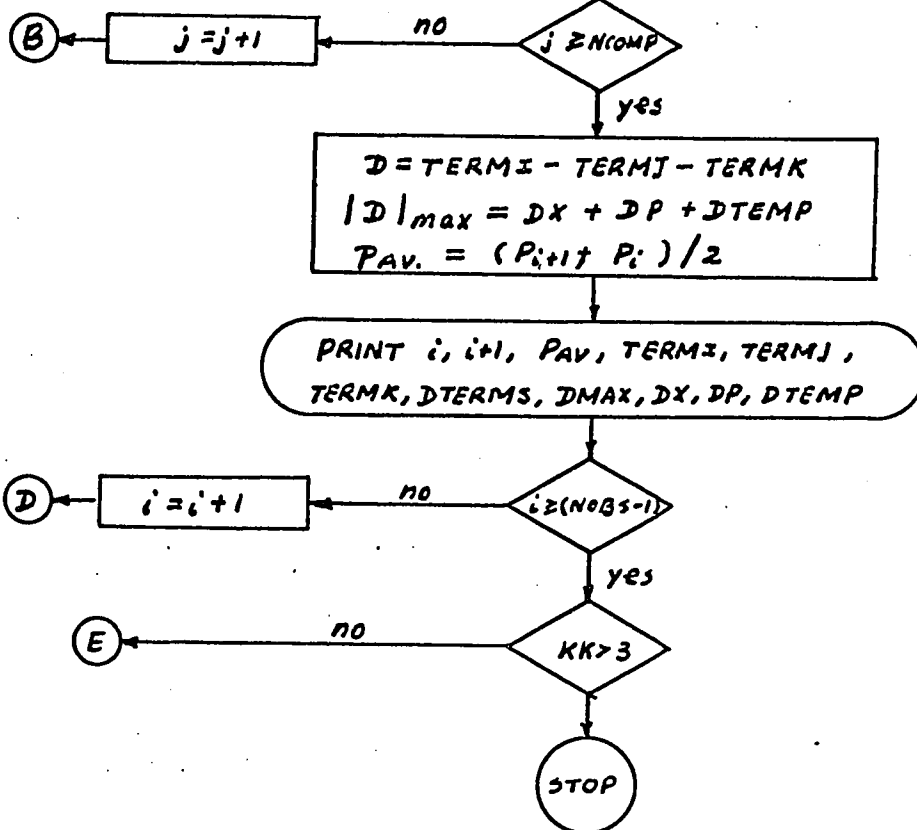 B
j = j+1
no
j ≥ NCOMP
yes
D = TERMI - TERMJ - TERMK
|D|max = DX + DP + DTEMP
PAV. = (Pi+1 + Pi)/2
PRINT i, i+1, PAV, TERMI, TERMJ,
TERMK, DTERMS, DMAX, DX, DP, DTEMP
D
i = i+1
no
i ≥ (NOBS-1)
yes
E
no
KK > 3
STOP